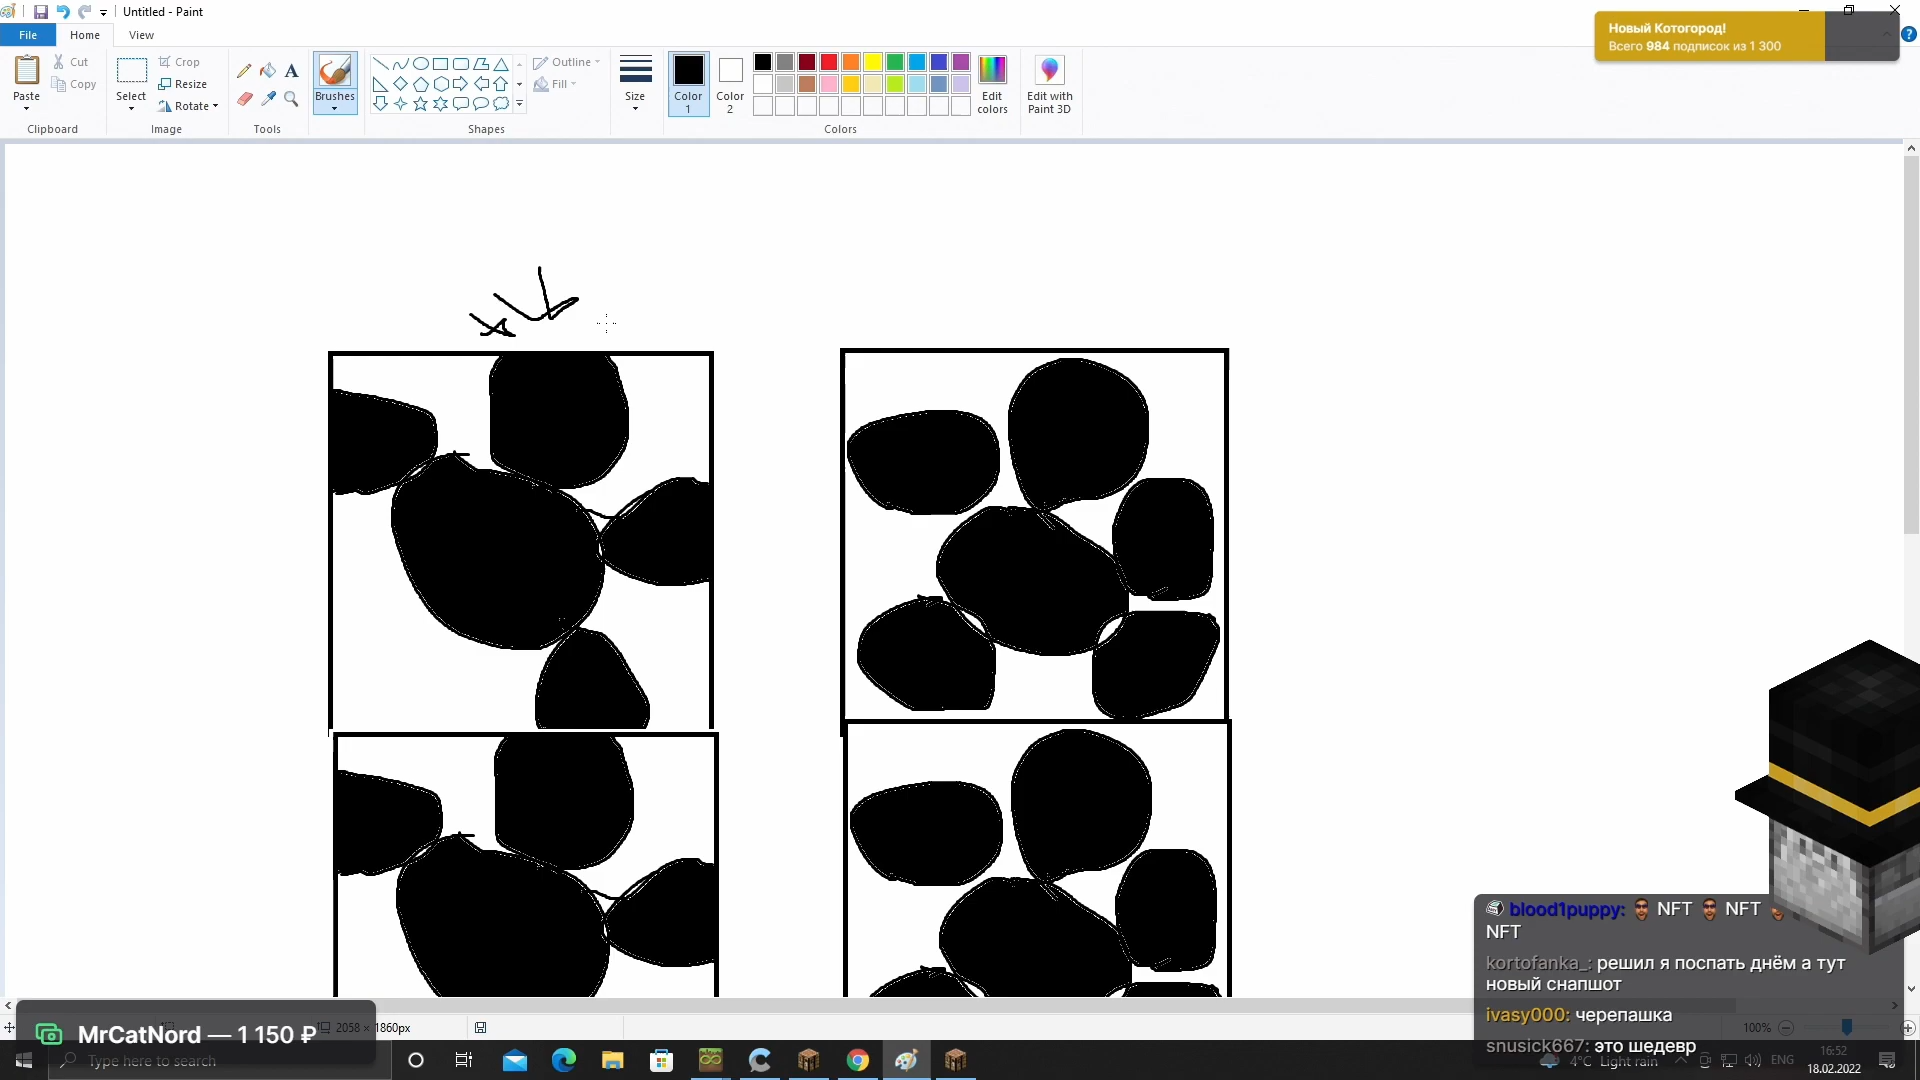 Untitled - Paint
File
Home
View
Paste
Cut
Copy
Clipboard
Select
Crop
Resize
Rotate
Image
Tools
Brushes
Shapes
Outline
Fill
Size
Color
1
Color
2
Edit
colors
Edit with
Paint 3D
Colors
Новый Котогород!
Всего 984 подписок из 1 300
blood1puppy: NFT NFT
NFT
kortofanka_: решил я поспать днём а тут
новый снапшот
ivasy000: черепашка
snusick667: это шедевр
MrCatNord — 1 150 ₽
2058 × 1860px
100%
Type here to search
4°C Light rain
ENG
16:52
18.02.2022